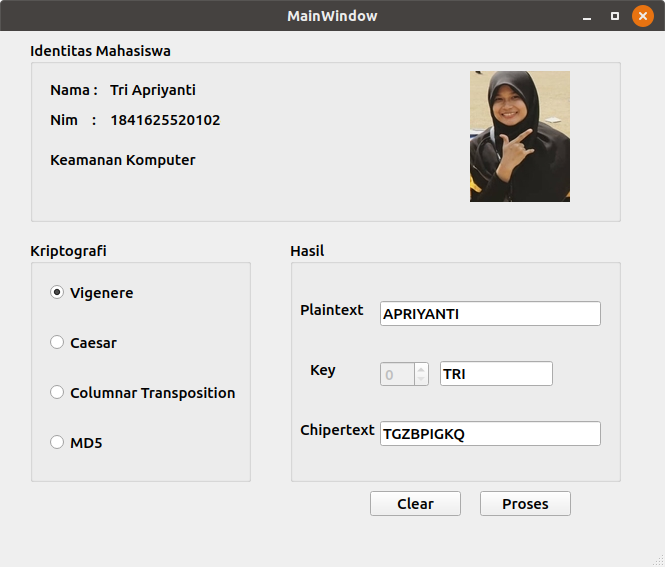 MainWindow
Identitas Mahasiswa
Nama : Tri Apriyanti
Nim : 1841625520102
Keamanan Komputer
Kriptografi
Vigenere
Caesar
Columnar Transposition
MD5
Hasil
Plaintext APRIYANTI
Key 0 TRI
Chipertext TGZBPIGKQ
Clear Proses